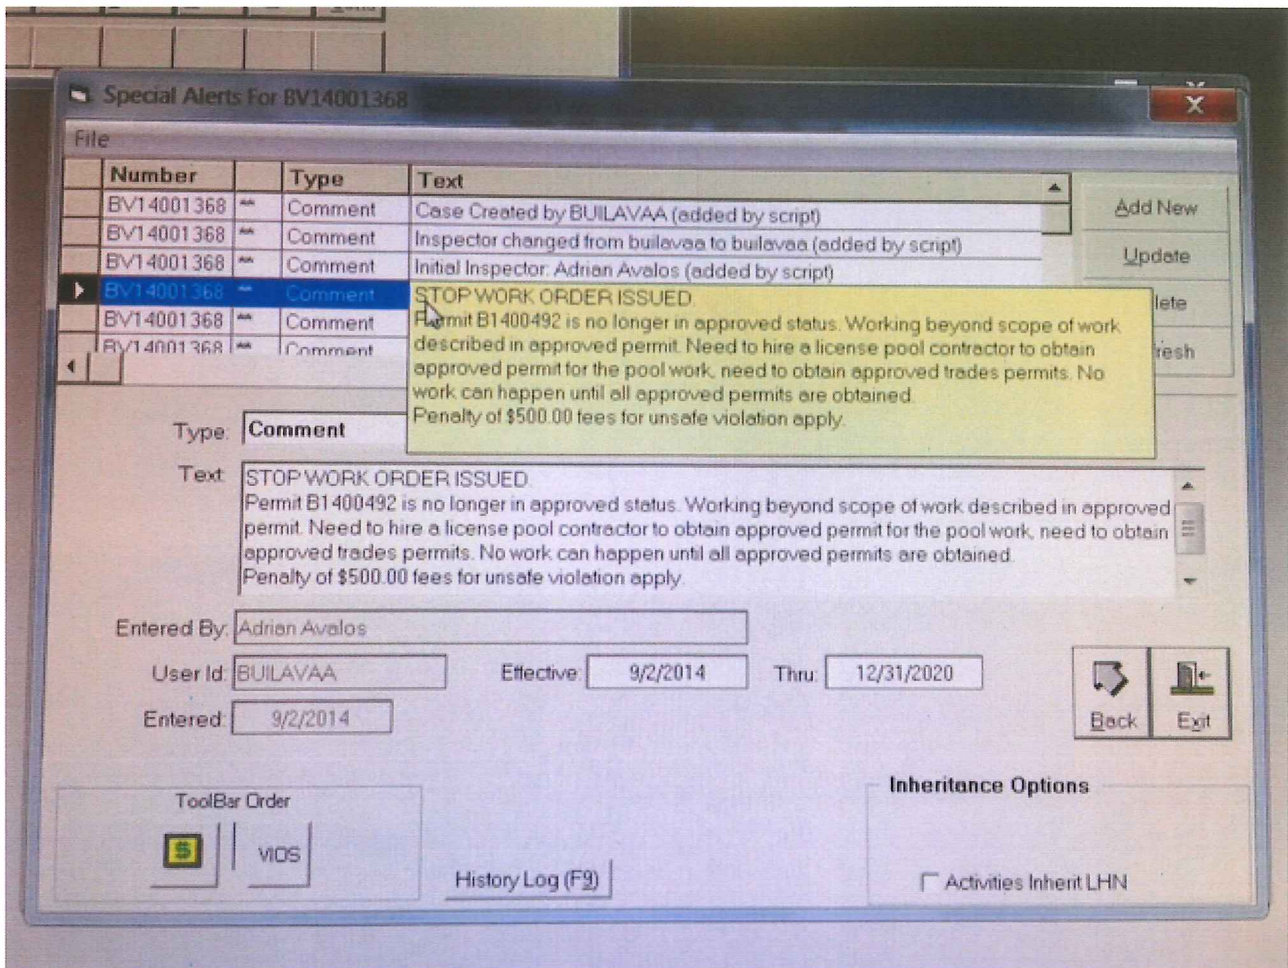 Special Alerts For BV14001368
File
Number Type Text
BV14001368 ^^ Comment Case Created by BUILAVAA (added by script)
BV14001368 ^^ Comment Inspector changed from builavaa to builavaa (added by script)
BV14001368 ^^ Comment Initial Inspector: Adrian Avalos (added by script)
BV14001368 ^^ Comment
BV14001368 ^^ Comment
BV14001368 ^^ Comment
STOP WORK ORDER ISSUED.
Permit B1400492 is no longer in approved status. Working beyond scope of work
described in approved permit. Need to hire a license pool contractor to obtain
approved permit for the pool work, need to obtain approved trades permits. No
work can happen until all approved permits are obtained.
Penalty of $500.00 fees for unsafe violation apply.
Add New
Update
lete
resh
Type: Comment
Text: STOP WORK ORDER ISSUED.
Permit B1400492 is no longer in approved status. Working beyond scope of work described in approved
permit. Need to hire a license pool contractor to obtain approved permit for the pool work, need to obtain
approved trades permits. No work can happen until all approved permits are obtained.
Penalty of $500.00 fees for unsafe violation apply.
Entered By: Adrian Avalos
User Id: BUILAVAA Effective: 9/2/2014 Thru: 12/31/2020
Entered: 9/2/2014
Back Exit
ToolBar Order
$ VIOS
History Log (F9)
Inheritance Options
Activities Inherit LHN